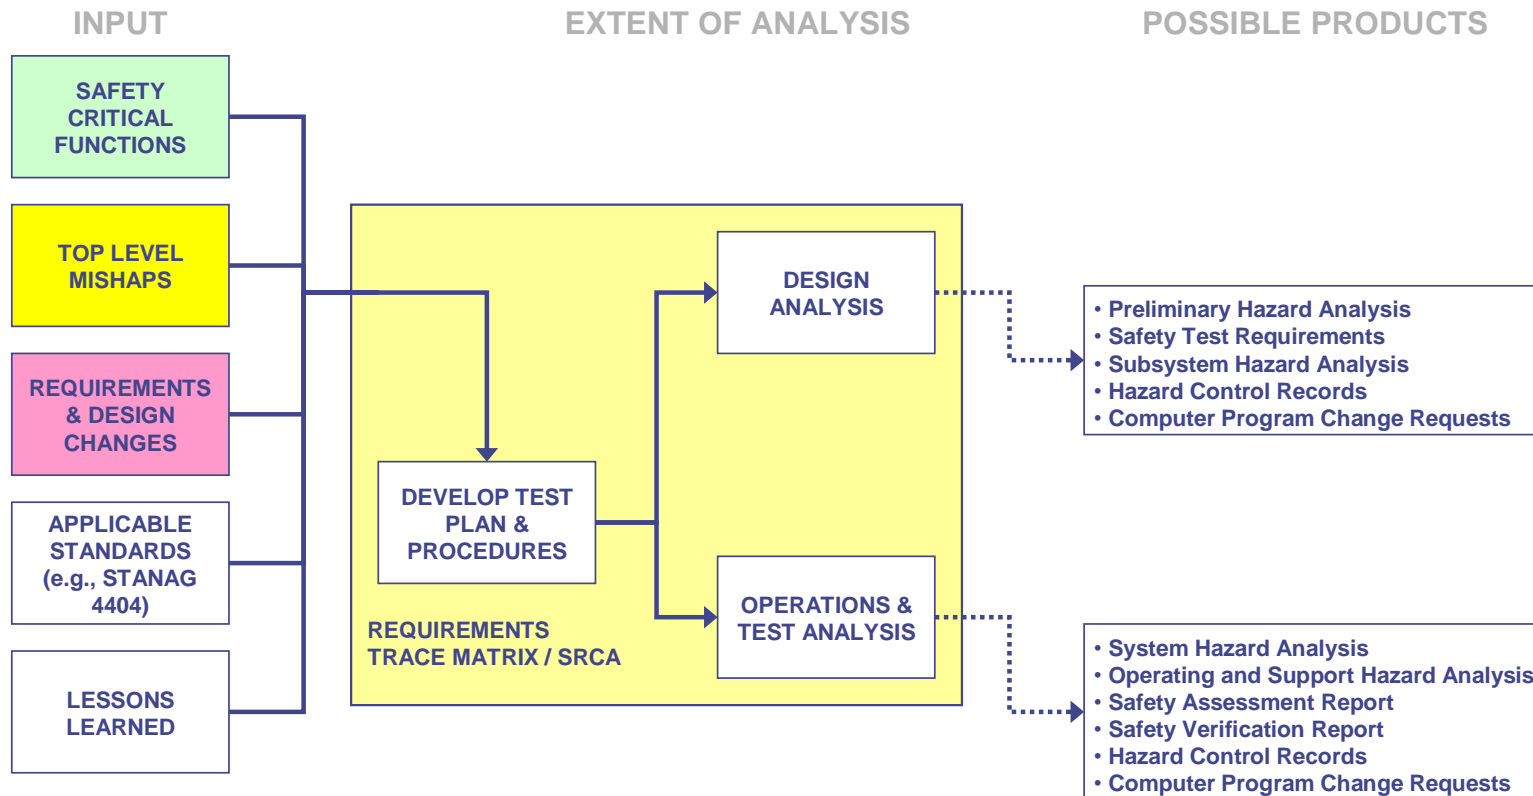 INPUT
EXTENT OF ANALYSIS
POSSIBLE PRODUCTS
SAFETY
CRITICAL
FUNCTIONS
TOP LEVEL
MISHAPS
REQUIREMENTS
& DESIGN
CHANGES
APPLICABLE
STANDARDS
(e.g., STANAG
4404)
LESSONS
LEARNED
DEVELOP TEST
PLAN &
PROCEDURES
REQUIREMENTS
TRACE MATRIX / SRCA
DESIGN
ANALYSIS
OPERATIONS &
TEST ANALYSIS
• Preliminary Hazard Analysis
• Safety Test Requirements
• Subsystem Hazard Analysis
• Hazard Control Records
• Computer Program Change Requests
• System Hazard Analysis
• Operating and Support Hazard Analysis
• Safety Assessment Report
• Safety Verification Report
• Hazard Control Records
• Computer Program Change Requests